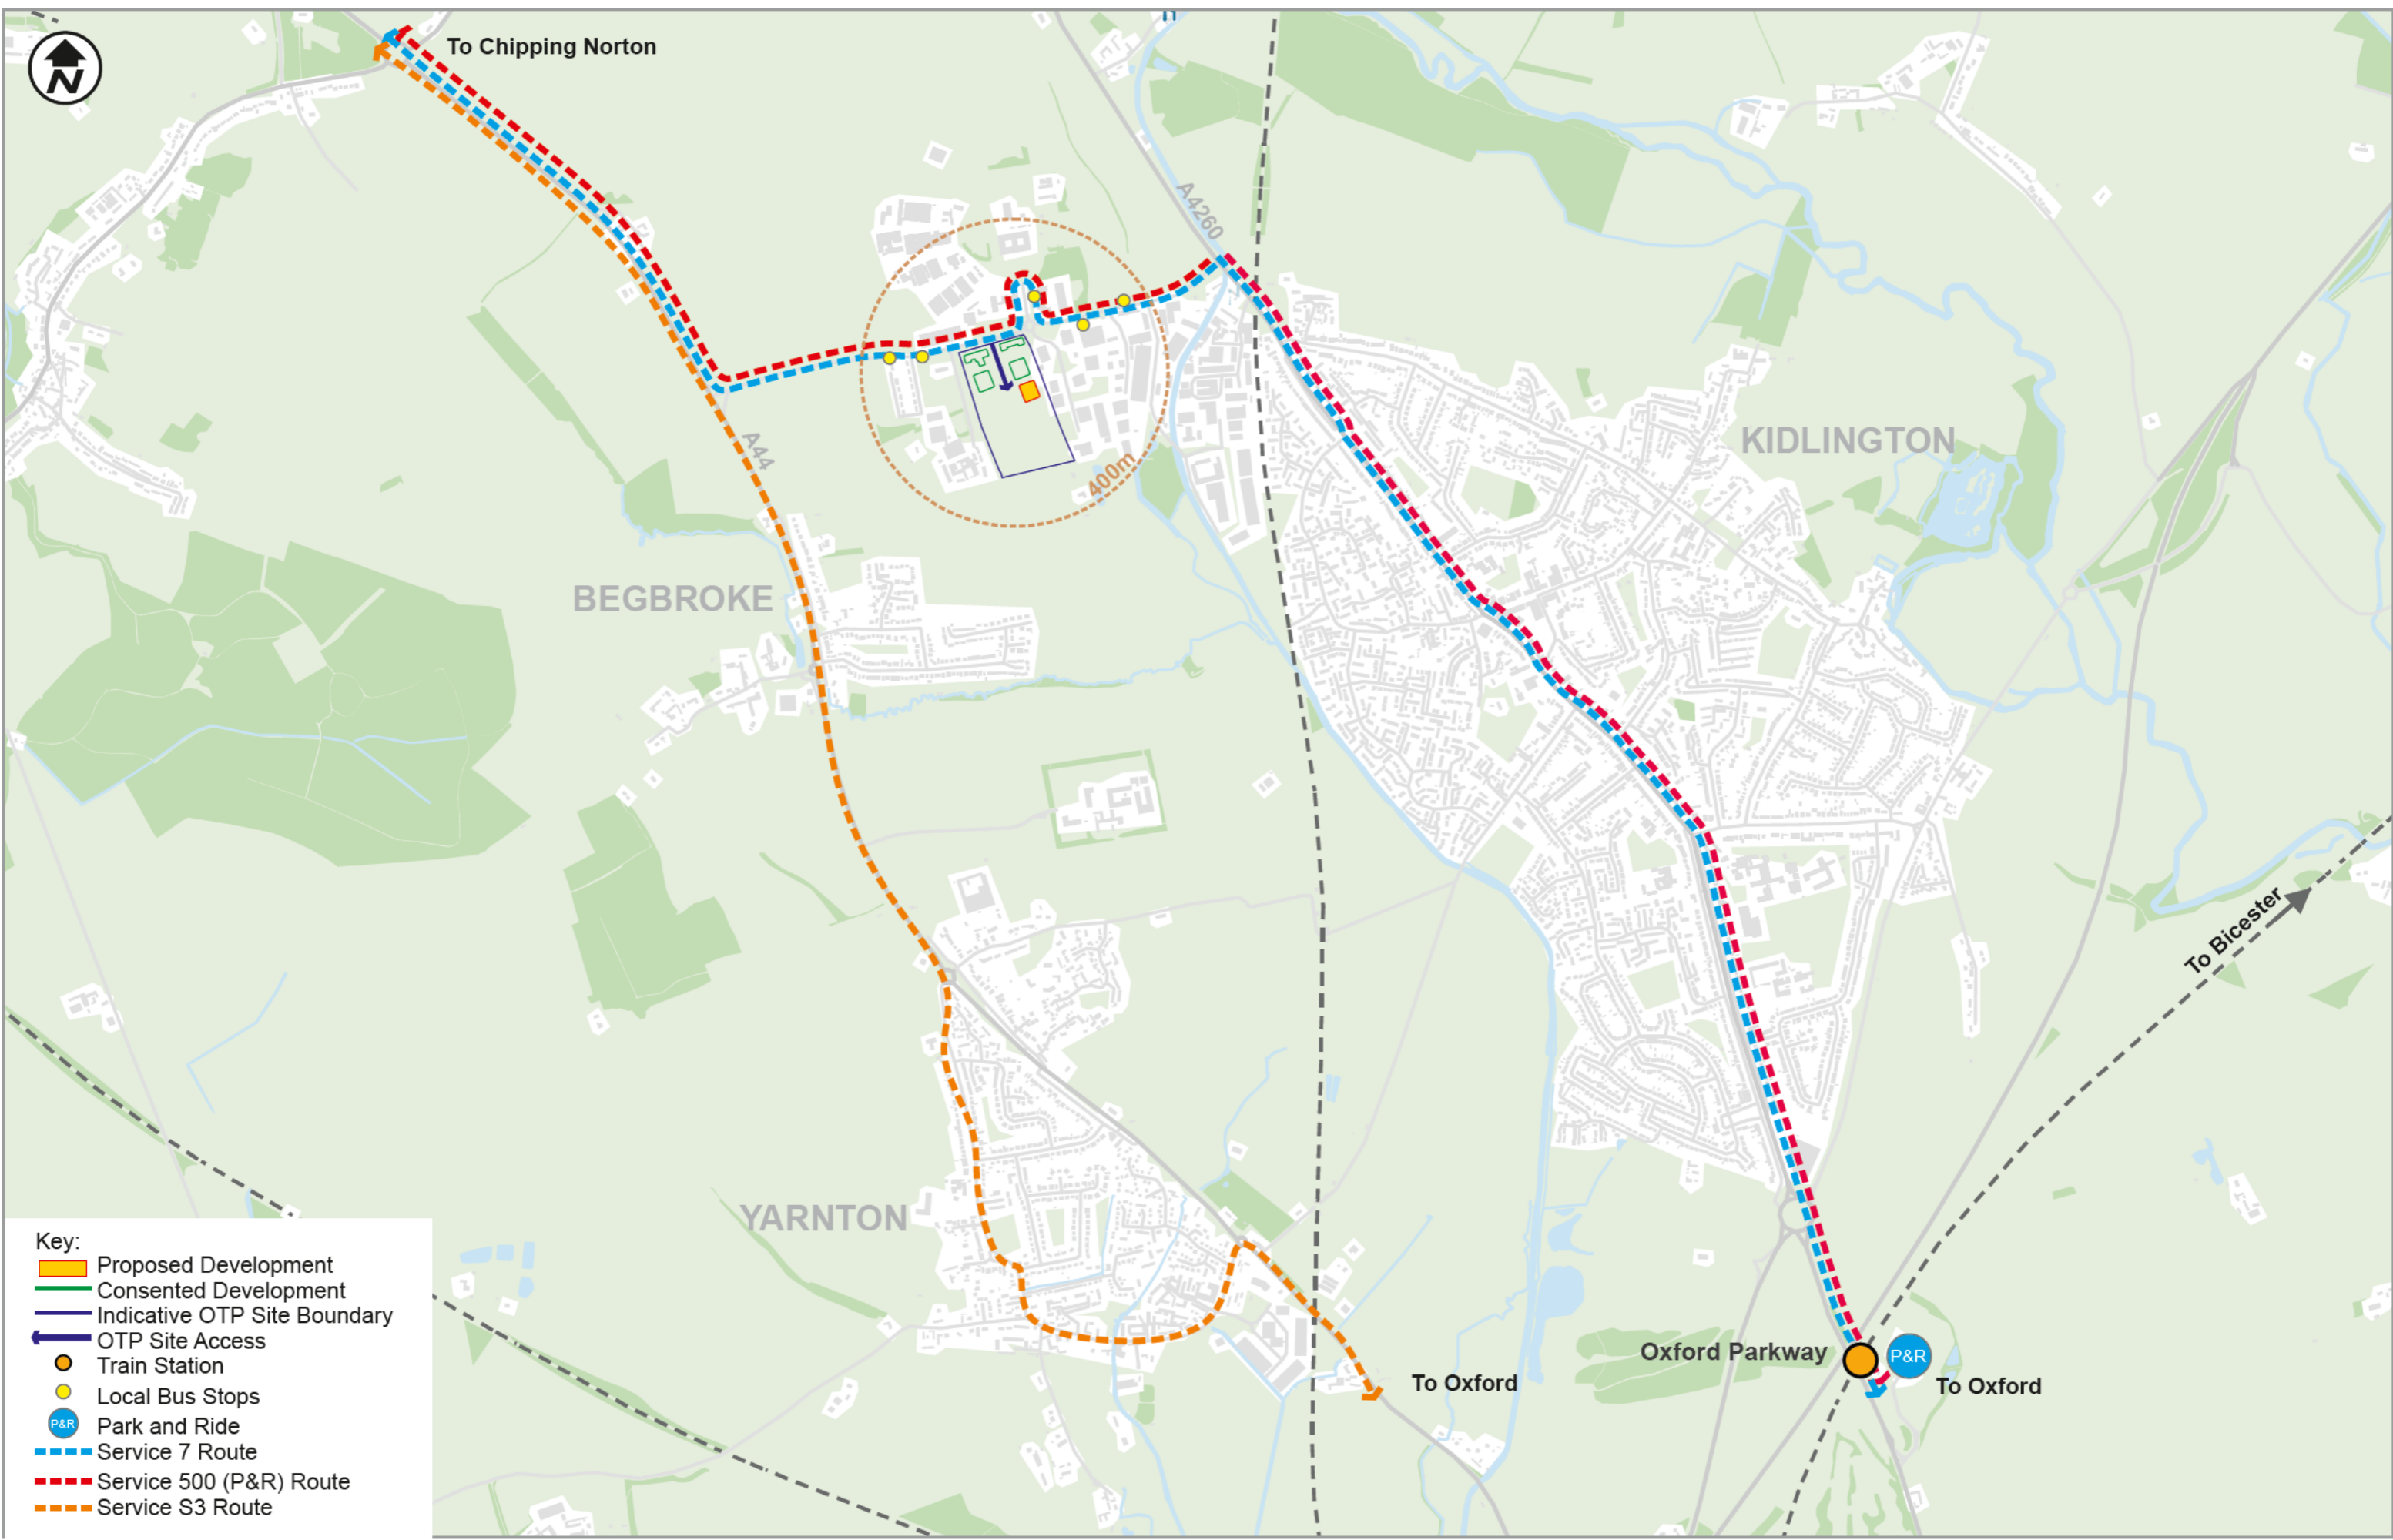 N
To Chipping Norton
A4260
A44
400m
KIDLINGTON
BEGBROKE
To Bicester
YARNTON
Oxford Parkway
P&R
To Oxford
To Oxford
Key:
Proposed Development
Consented Development
Indicative OTP Site Boundary
OTP Site Access
Train Station
Local Bus Stops
P&R
Park and Ride
Service 7 Route
Service 500 (P&R) Route
Service S3 Route